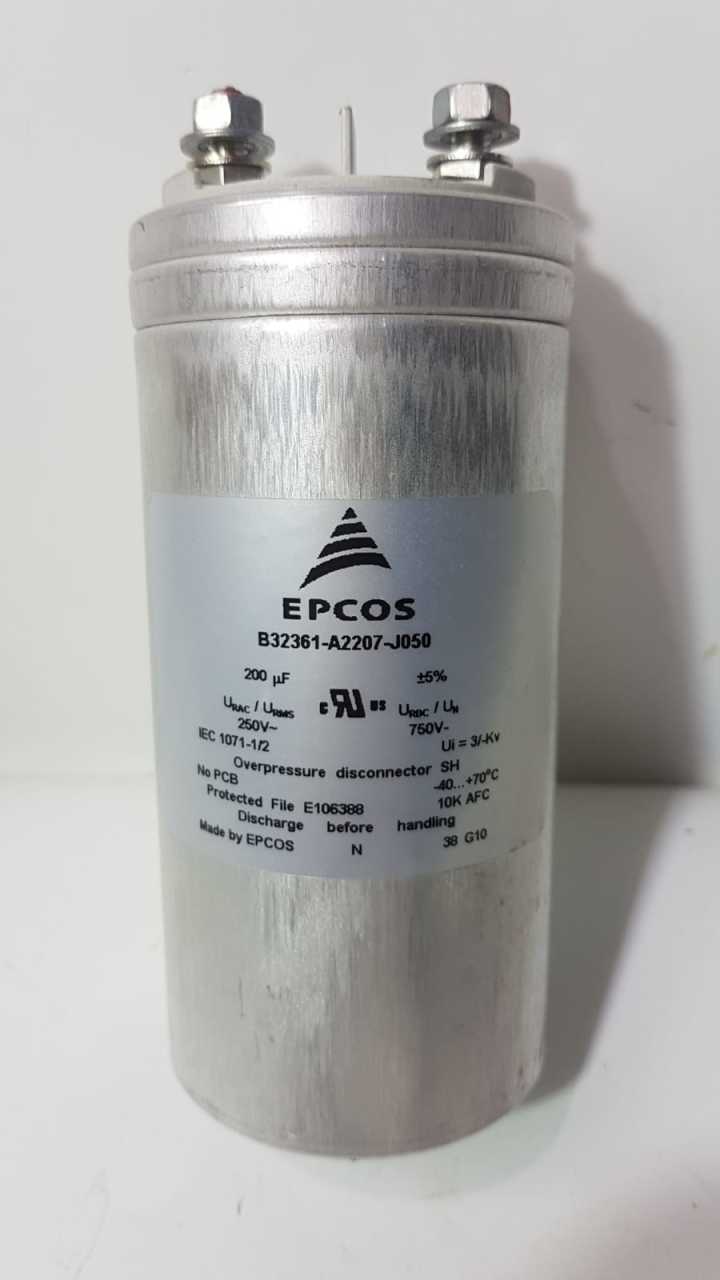 EPCOS
B32361-A2207-J050
200 µF ±5%
URAC / URMS c RU us URDC / UN
250V~ 750V-
IEC 1071-1/2 Ui = 3/-Kv
Overpressure disconnector SH
No PCB -40...+70°C
Protected File E106388 10K AFC
Discharge before handling
Made by EPCOS N 38 G10